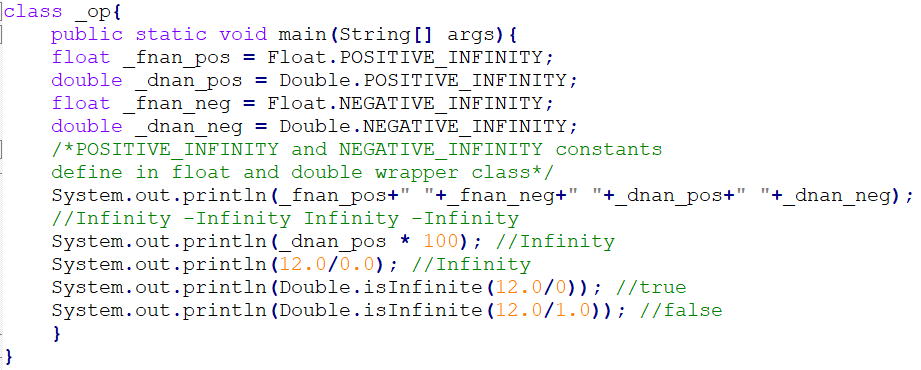 class _op{
public static void main(String[] args){
float _fnan_pos = Float.POSITIVE_INFINITY;
double _dnan_pos = Double.POSITIVE_INFINITY;
float _fnan_neg = Float.NEGATIVE_INFINITY;
double _dnan_neg = Double.NEGATIVE_INFINITY;
/*POSITIVE_INFINITY and NEGATIVE_INFINITY constants
define in float and double wrapper class*/
System.out.println(_fnan_pos+" "+_fnan_neg+" "+_dnan_pos+" "+_dnan_neg);
//Infinity -Infinity Infinity -Infinity
System.out.println(_dnan_pos * 100); //Infinity
System.out.println(12.0/0.0); //Infinity
System.out.println(Double.isInfinite(12.0/0)); //true
System.out.println(Double.isInfinite(12.0/1.0)); //false
}
}